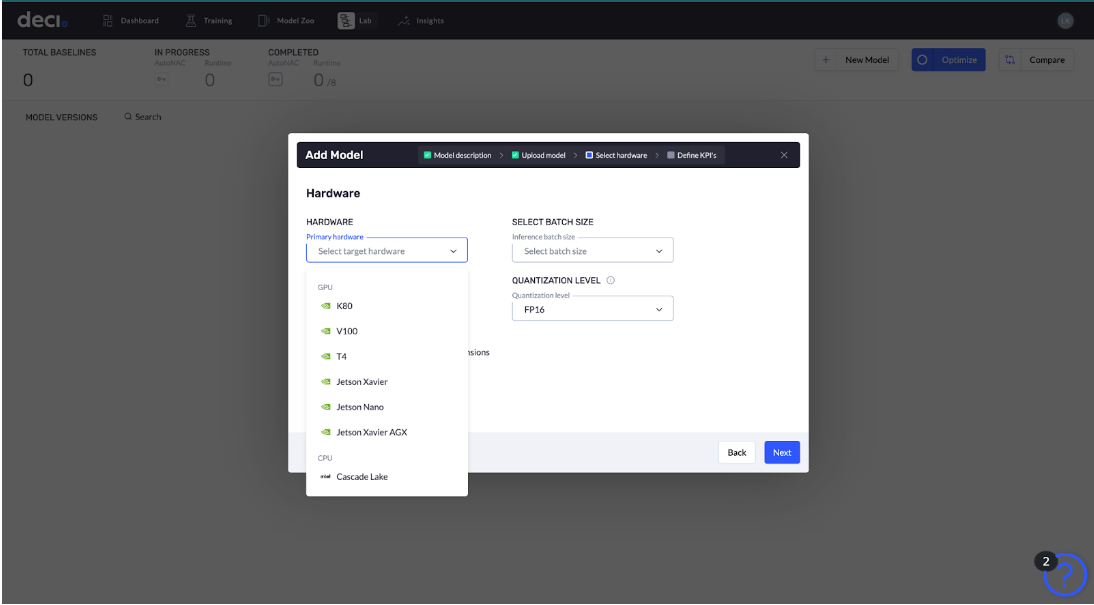 deci.
Dashboard
Training
Model Zoo
Lab
Insights
LK
TOTAL BASELINES
0
IN PROGRESS
AutoNAC Runtime
0
COMPLETED
AutoNAC Runtime
0 /8
+ New Model
Optimize
Compare
MODEL VERSIONS
Search
Add Model
Model description > Upload model > Select hardware > Define KPI's
Hardware
HARDWARE
Primary hardware
Select target hardware
GPU
K80
V100
T4
Jetson Xavier
Jetson Nano
Jetson Xavier AGX
CPU
intel Cascade Lake
SELECT BATCH SIZE
Inference batch size
Select batch size
QUANTIZATION LEVEL
Quantization level
FP16
nsions
Back
Next
2
?